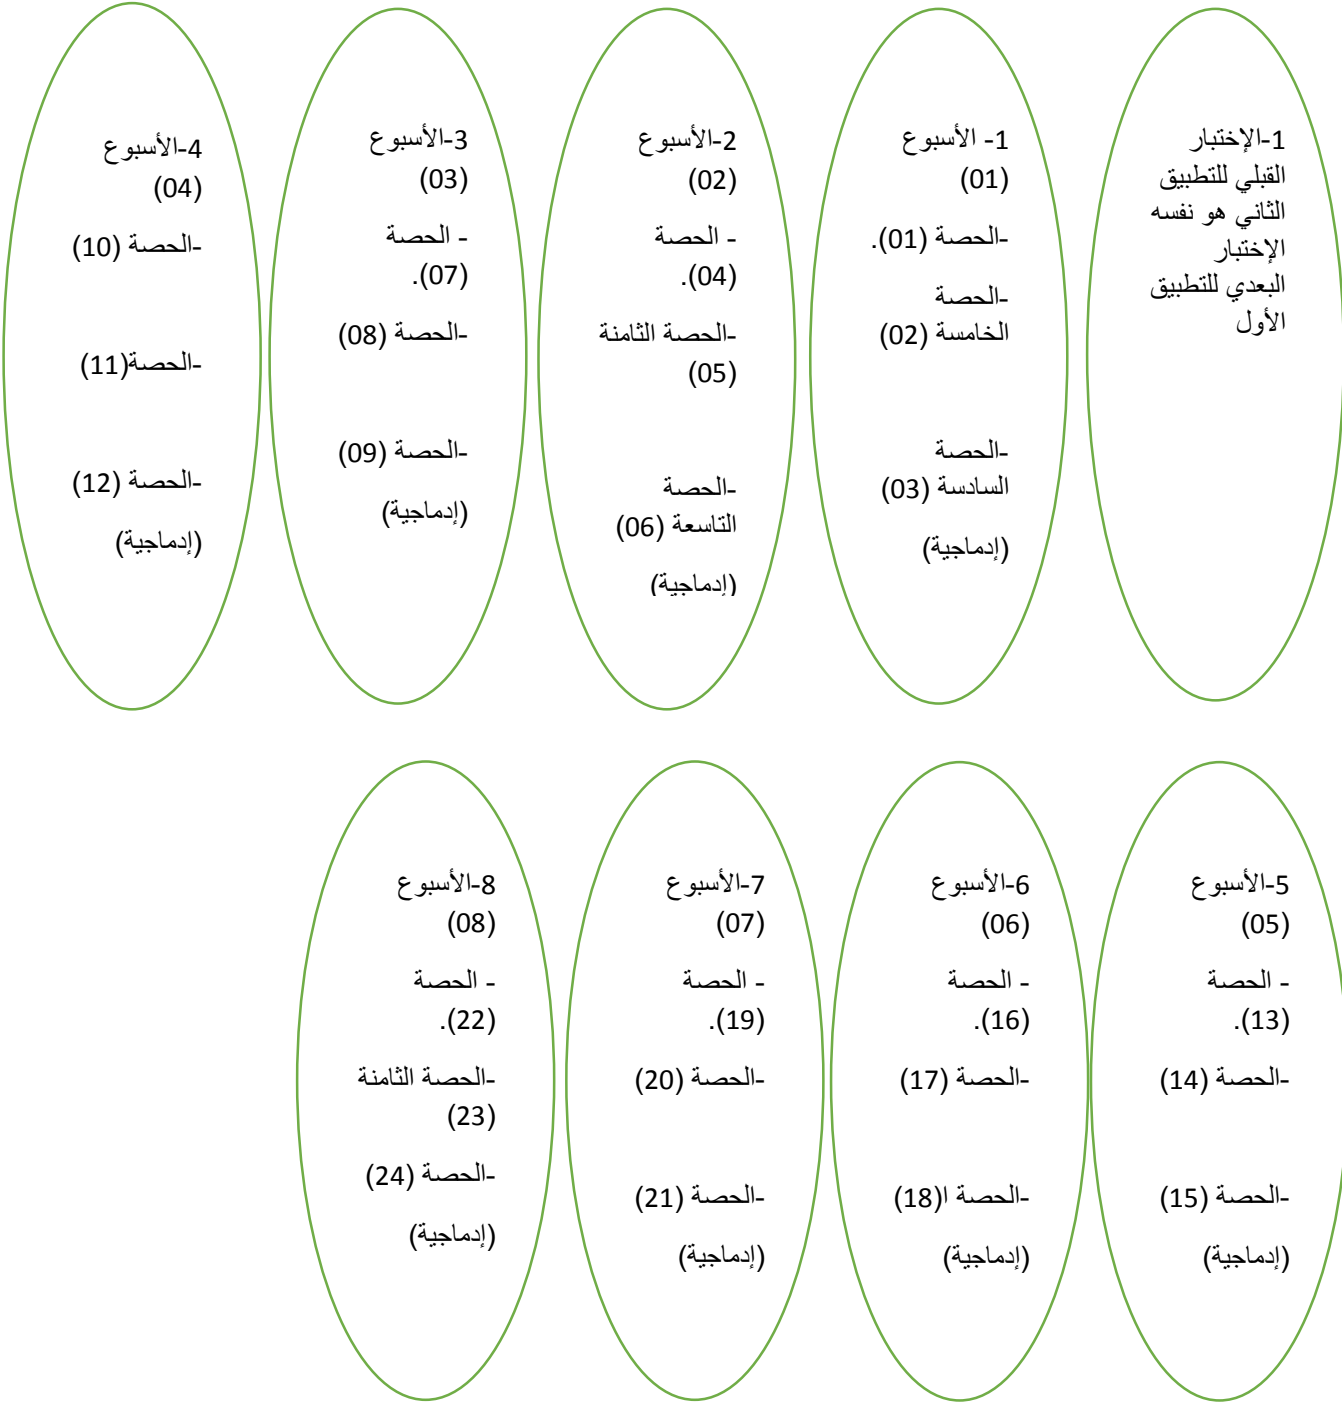 1-الإختبار
القبلي للتطبيق
الثاني هو نفسه
الإختبار
البعدي للتطبيق
الأول
1- الأسبوع
(01)
-الحصة (01).
-الحصة
الخامسة (02)
-الحصة
السادسة (03)
(إدماجية)
2-الأسبوع
(02)
- الحصة
(04).
-الحصة الثامنة
(05)
-الحصة
التاسعة (06)
(إدماجية)
3-الأسبوع
(03)
- الحصة
(07).
-الحصة (08)
-الحصة (09)
(إدماجية)
4-الأسبوع
(04)
-الحصة (10)
-الحصة(11)
-الحصة (12)
(إدماجية)
5-الأسبوع
(05)
- الحصة
(13).
-الحصة (14)
-الحصة (15)
(إدماجية)
6-الأسبوع
(06)
- الحصة
(16).
-الحصة (17)
-الحصة ا(18)
(إدماجية)
7-الأسبوع
(07)
- الحصة
(19).
-الحصة (20)
-الحصة (21)
(إدماجية)
8-الأسبوع
(08)
- الحصة
(22).
-الحصة الثامنة
(23)
-الحصة (24)
(إدماجية)